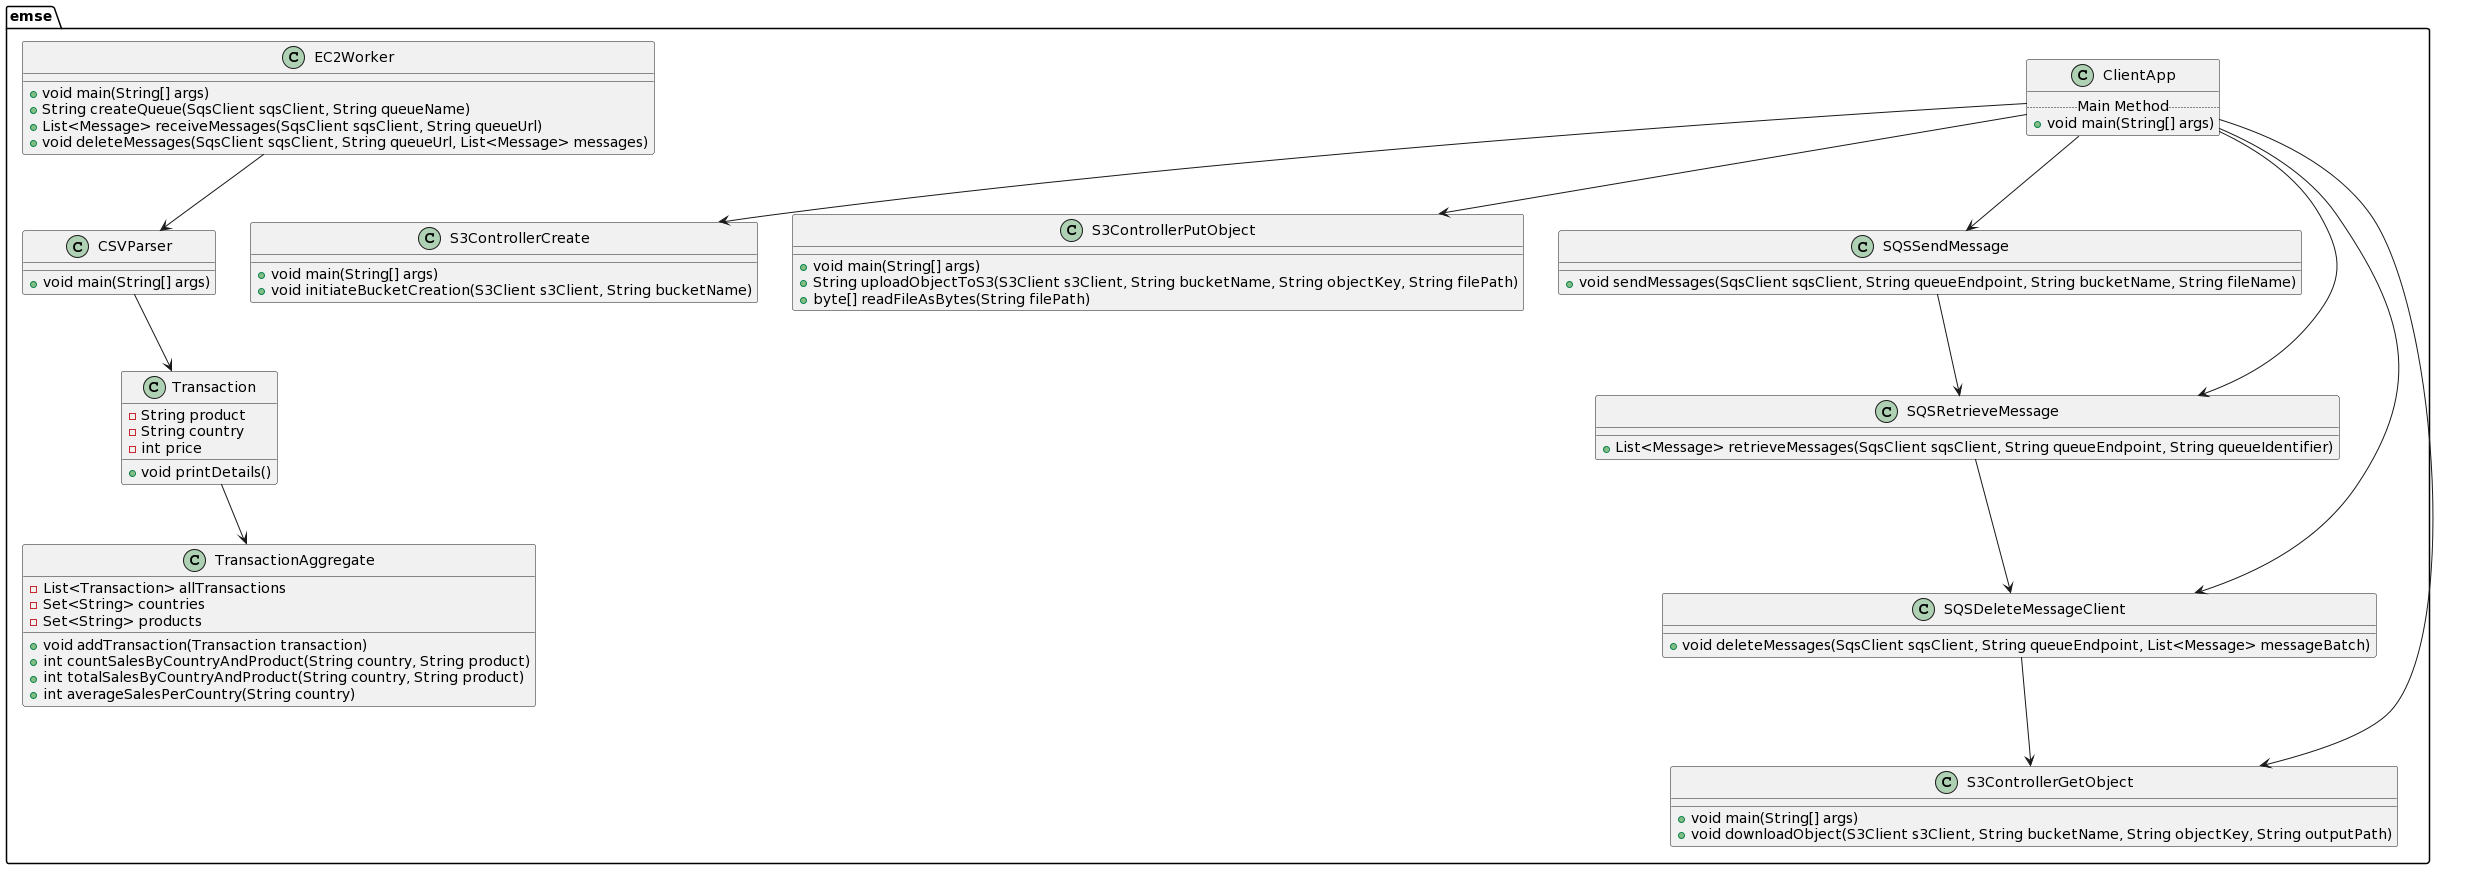 emse
C EC2Worker
void main(String[] args)
String createQueue(SqsClient sqsClient, String queueName)
List<Message> receiveMessages(SqsClient sqsClient, String queueUrl)
void deleteMessages(SqsClient sqsClient, String queueUrl, List<Message> messages)
C ClientApp
Main Method
void main(String[] args)
C CSVParser
void main(String[] args)
C S3ControllerCreate
void main(String[] args)
void initiateBucketCreation(S3Client s3Client, String bucketName)
C S3ControllerPutObject
void main(String[] args)
String uploadObjectToS3(S3Client s3Client, String bucketName, String objectKey, String filePath)
byte[] readFileAsBytes(String filePath)
C SQSSendMessage
void sendMessages(SqsClient sqsClient, String queueEndpoint, String bucketName, String fileName)
C Transaction
String product
String country
int price
void printDetails()
C SQSRetrieveMessage
List<Message> retrieveMessages(SqsClient sqsClient, String queueEndpoint, String queueIdentifier)
C TransactionAggregate
List<Transaction> allTransactions
Set<String> countries
Set<String> products
void addTransaction(Transaction transaction)
int countSalesByCountryAndProduct(String country, String product)
int totalSalesByCountryAndProduct(String country, String product)
int averageSalesPerCountry(String country)
C SQSDeleteMessageClient
void deleteMessages(SqsClient sqsClient, String queueEndpoint, List<Message> messageBatch)
C S3ControllerGetObject
void main(String[] args)
void downloadObject(S3Client s3Client, String bucketName, String objectKey, String outputPath)